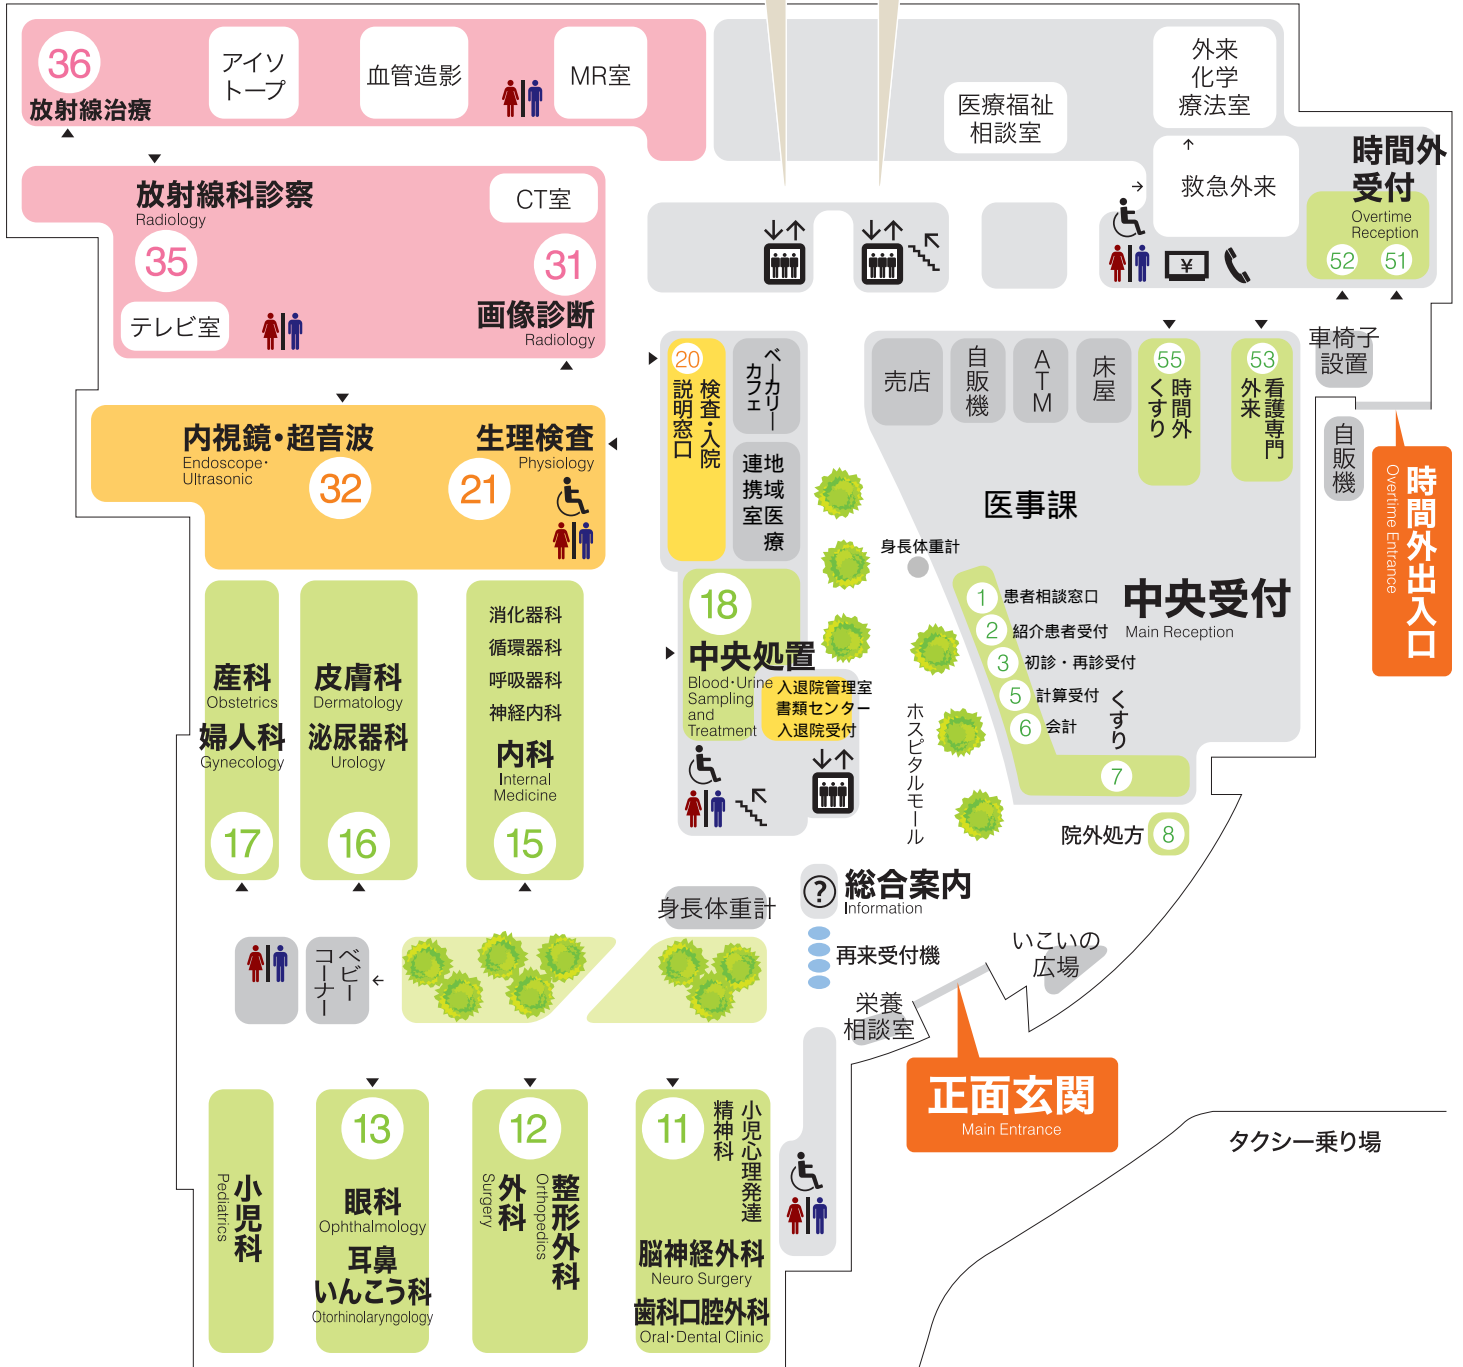 36
放射線治療
アイソ
トープ
血管造影
MR室
医療福祉
相談室
外来
化学
療法室
救急外来
時間外
受付
Overtime
Reception
52
51
放射線科診察
Radiology
35
テレビ室
CT室
31
画像診断
Radiology
¥
車椅子
設置
自販機
時間外出入口
Overtime Entrance
内視鏡・超音波
Endoscope・
Ultrasonic
32
生理検査
Physiology
21
20
検査・入院
説明窓口
ベーカリー
カフェ
地域医療
連携室
売店
自販機
ATM
床屋
55
時間外
くすり
53
看護専門
外来
医事課
身長体重計
中央受付
Main Reception
1
患者相談窓口
2
紹介患者受付
3
初診・再診受付
5
計算受付
6
会計
くすり
7
院外処方
8
18
中央処置
Blood・Urine
Sampling
and
Treatment
入退院管理室
書類センター
入退院受付
ホスピタルモール
産科
Obstetrics
婦人科
Gynecology
17
皮膚科
Dermatology
泌尿器科
Urology
16
消化器科
循環器科
呼吸器科
神経内科
内科
Internal
Medicine
15
身長体重計
?
総合案内
Information
再来受付機
いこいの
広場
栄養
相談室
正面玄関
Main Entrance
タクシー乗り場
ベビー
コーナー
小児科
Pediatrics
13
眼科
Ophthalmology
耳鼻
いんこう科
Otorhinolaryngology
12
整形外科
Orthopedics
外科
Surgery
11
小児心理発達
精神科
脳神経外科
Neuro Surgery
歯科口腔外科
Oral・Dental Clinic